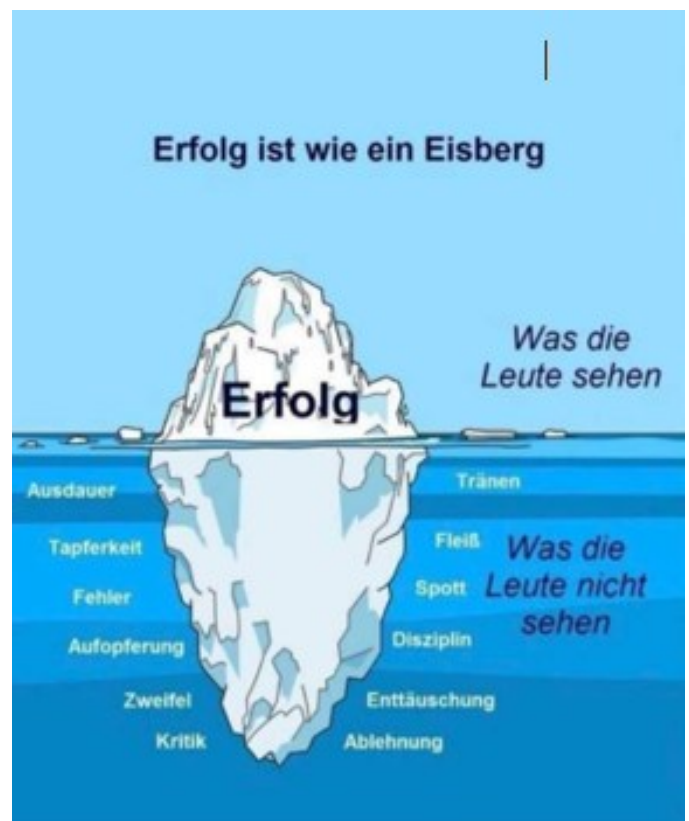 Erfolg ist wie ein Eisberg
Was die
Leute sehen
Erfolg
Ausdauer
Tränen
Tapferkeit
Fleiß
Was die
Leute nicht
sehen
Fehler
Spott
Aufopferung
Disziplin
Zweifel
Enttäuschung
Kritik
Ablehnung